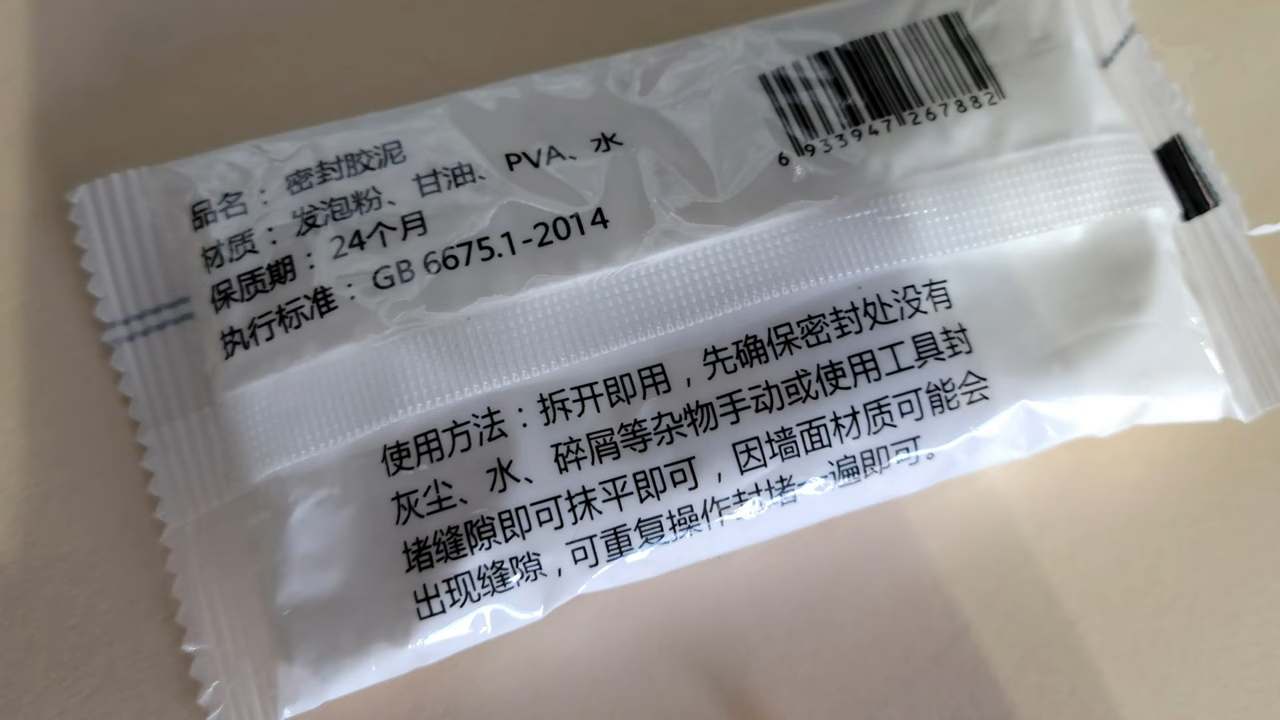 品名：密封胶泥
材质：发泡粉、甘油、PVA、水
保质期：24个月
执行标准：GB 6675.1-2014
6 933947 267882
使用方法：拆开即用，先确保密封处没有
灰尘、水、碎屑等杂物手动或使用工具封
堵缝隙即可抹平即可，因墙面材质可能会
出现缝隙，可重复操作封堵一遍即可。